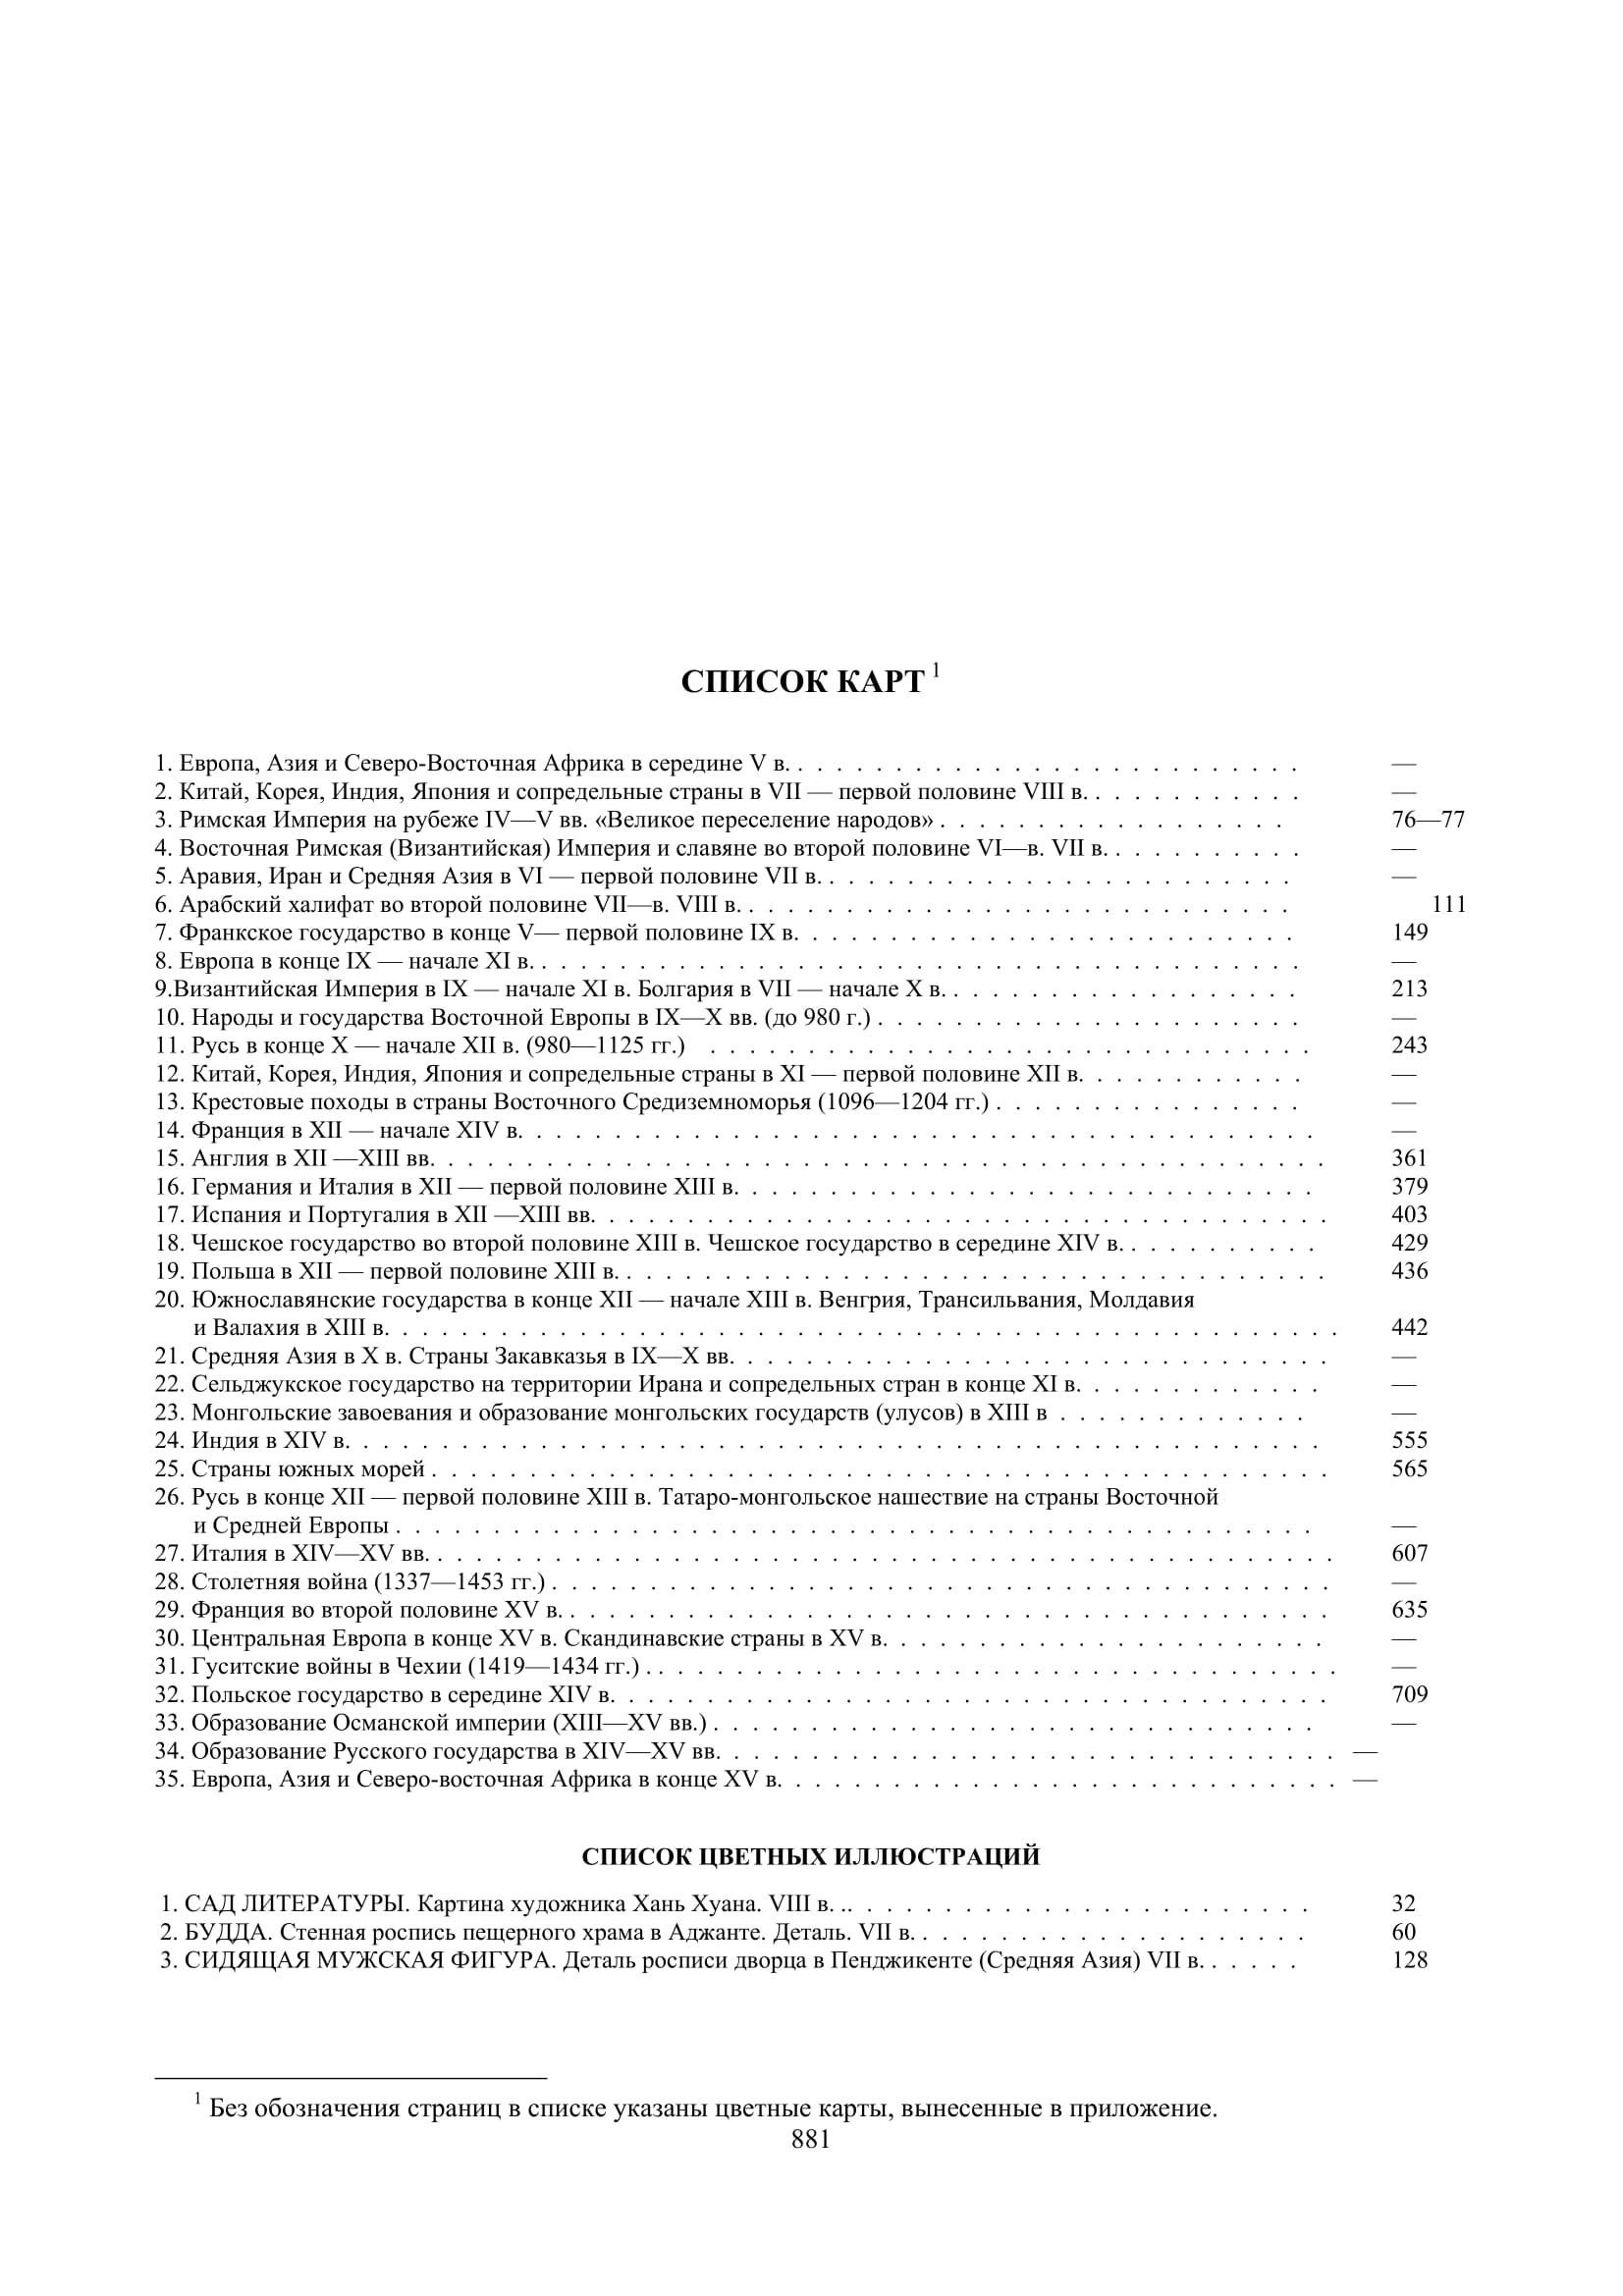 СПИСОК КАРТ 1
1. Европа, Азия и Северо-Восточная Африка в середине V в. . . . . . . . . . . . . . . . . . . . . . . . . . . —
2. Китай, Корея, Индия, Япония и сопредельные страны в VII — первой половине VIII в. . . . . . . . . . . . —
3. Римская Империя на рубеже IV—V вв. «Великое переселение народов» . . . . . . . . . . . . . . . . . . 76—77
4. Восточная Римская (Византийская) Империя и славяне во второй половине VI—в. VII в. . . . . . . . . . . —
5. Аравия, Иран и Средняя Азия в VI — первой половине VII в. . . . . . . . . . . . . . . . . . . . . . . . . —
6. Арабский халифат во второй половине VII—в. VIII в. . . . . . . . . . . . . . . . . . . . . . . . . . . . . 111
7. Франкское государство в конце V— первой половине IX в. . . . . . . . . . . . . . . . . . . . . . . . . . 149
8. Европа в конце IX — начале XI в. . . . . . . . . . . . . . . . . . . . . . . . . . . . . . . . . . . . . . . —
9.Византийская Империя в IX — начале XI в. Болгария в VII — начале X в. . . . . . . . . . . . . . . . . . . 213
10. Народы и государства Восточной Европы в IX—X вв. (до 980 г.) . . . . . . . . . . . . . . . . . . . . . . —
11. Русь в конце X — начале XII в. (980—1125 гг.) . . . . . . . . . . . . . . . . . . . . . . . . . . . . . . . 243
12. Китай, Корея, Индия, Япония и сопредельные страны в XI — первой половине XII в. . . . . . . . . . . . —
13. Крестовые походы в страны Восточного Средиземноморья (1096—1204 гг.) . . . . . . . . . . . . . . . . —
14. Франция в XII — начале XIV в. . . . . . . . . . . . . . . . . . . . . . . . . . . . . . . . . . . . . . . . —
15. Англия в XII —XIII вв. . . . . . . . . . . . . . . . . . . . . . . . . . . . . . . . . . . . . . . . . . . . 361
16. Германия и Италия в XII — первой половине XIII в. . . . . . . . . . . . . . . . . . . . . . . . . . . . . 379
17. Испания и Португалия в XII —XIII вв. . . . . . . . . . . . . . . . . . . . . . . . . . . . . . . . . . . . . 403
18. Чешское государство во второй половине XIII в. Чешское государство в середине XIV в. . . . . . . . . . . 429
19. Польша в XII — первой половине XIII в. . . . . . . . . . . . . . . . . . . . . . . . . . . . . . . . . . . . 436
20. Южнославянские государства в конце XII — начале XIII в. Венгрия, Трансильвания, Молдавия
и Валахия в XIII в. . . . . . . . . . . . . . . . . . . . . . . . . . . . . . . . . . . . . . . . . . . . . . . 442
21. Средняя Азия в X в. Страны Закавказья в IX—X вв. . . . . . . . . . . . . . . . . . . . . . . . . . . . . . —
22. Сельджукское государство на территории Ирана и сопредельных стран в конце XI в. . . . . . . . . . . . . —
23. Монгольские завоевания и образование монгольских государств (улусов) в XIII в . . . . . . . . . . . . . —
24. Индия в XIV в. . . . . . . . . . . . . . . . . . . . . . . . . . . . . . . . . . . . . . . . . . . . . . . . 555
25. Страны южных морей . . . . . . . . . . . . . . . . . . . . . . . . . . . . . . . . . . . . . . . . . . . . . 565
26. Русь в конце XII — первой половине XIII в. Татаро-монгольское нашествие на страны Восточной
и Средней Европы . . . . . . . . . . . . . . . . . . . . . . . . . . . . . . . . . . . . . . . . . . . . . . . —
27. Италия в XIV—XV вв. . . . . . . . . . . . . . . . . . . . . . . . . . . . . . . . . . . . . . . . . . . . . . 607
28. Столетняя война (1337—1453 гг.) . . . . . . . . . . . . . . . . . . . . . . . . . . . . . . . . . . . . . . . —
29. Франция во второй половине XV в. . . . . . . . . . . . . . . . . . . . . . . . . . . . . . . . . . . . . . . 635
30. Центральная Европа в конце XV в. Скандинавские страны в XV в. . . . . . . . . . . . . . . . . . . . . . . —
31. Гуситские войны в Чехии (1419—1434 гг.) . . . . . . . . . . . . . . . . . . . . . . . . . . . . . . . . . . . —
32. Польское государство в середине XIV в. . . . . . . . . . . . . . . . . . . . . . . . . . . . . . . . . . . . 709
33. Образование Османской империи (XIII—XV вв.) . . . . . . . . . . . . . . . . . . . . . . . . . . . . . . . —
34. Образование Русского государства в XIV—XV вв. . . . . . . . . . . . . . . . . . . . . . . . . . . . . . . . —
35. Европа, Азия и Северо-восточная Африка в конце XV в. . . . . . . . . . . . . . . . . . . . . . . . . . . . . —
СПИСОК ЦВЕТНЫХ ИЛЛЮСТРАЦИЙ
1. САД ЛИТЕРАТУРЫ. Картина художника Хань Хуана. VIII в. .. . . . . . . . . . . . . . . . . . . . . . . . 32
2. БУДДА. Стенная роспись пещерного храма в Аджанте. Деталь. VII в. . . . . . . . . . . . . . . . . . . . . 60
3. СИДЯЩАЯ МУЖСКАЯ ФИГУРА. Деталь росписи дворца в Пенджикенте (Средняя Азия) VII в. . . . . . 128
1 Без обозначения страниц в списке указаны цветные карты, вынесенные в приложение.
881